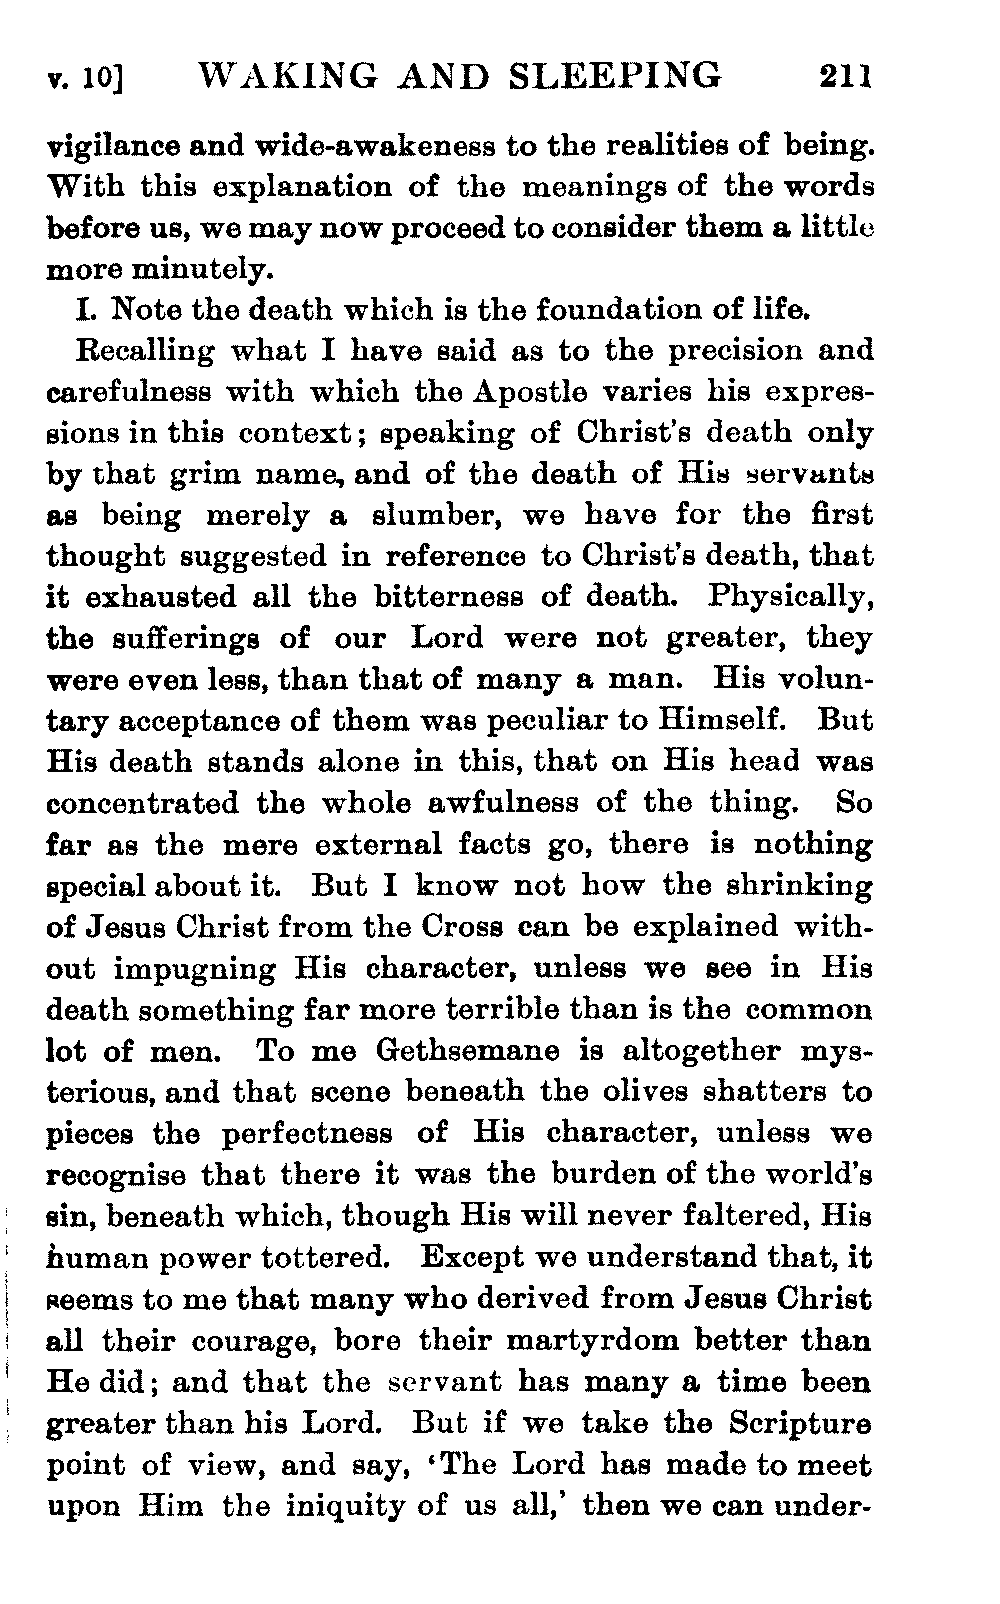 v. 10] WAKING AND SLEEPING 211
vigilance and wide-awakeness to the realities of being.
With this explanation of the meanings of the words
before us, we may now proceed to consider them a little
more minutely.
I. Note the death which is the foundation of life.
Recalling what I have said as to the precision and
carefulness with which the Apostle varies his expres-
sions in this context; speaking of Christ's death only
by that grim name, and of the death of His servants
as being merely a slumber, we have for the first
thought suggested in reference to Christ's death, that
it exhausted all the bitterness of death. Physically,
the sufferings of our Lord were not greater, they
were even less, than that of many a man. His volun-
tary acceptance of them was peculiar to Himself. But
His death stands alone in this, that on His head was
concentrated the whole awfulness of the thing. So
far as the mere external facts go, there is nothing
special about it. But I know not how the shrinking
of Jesus Christ from the Cross can be explained with-
out impugning His character, unless we see in His
death something far more terrible than is the common
lot of men. To me Gethsemane is altogether mys-
terious, and that scene beneath the olives shatters to
pieces the perfectness of His character, unless we
recognise that there it was the burden of the world's
sin, beneath which, though His will never faltered, His
human power tottered. Except we understand that, it
seems to me that many who derived from Jesus Christ
all their courage, bore their martyrdom better than
He did; and that the servant has many a time been
greater than his Lord. But if we take the Scripture
point of view, and say, 'The Lord has made to meet
upon Him the iniquity of us all,' then we can under-